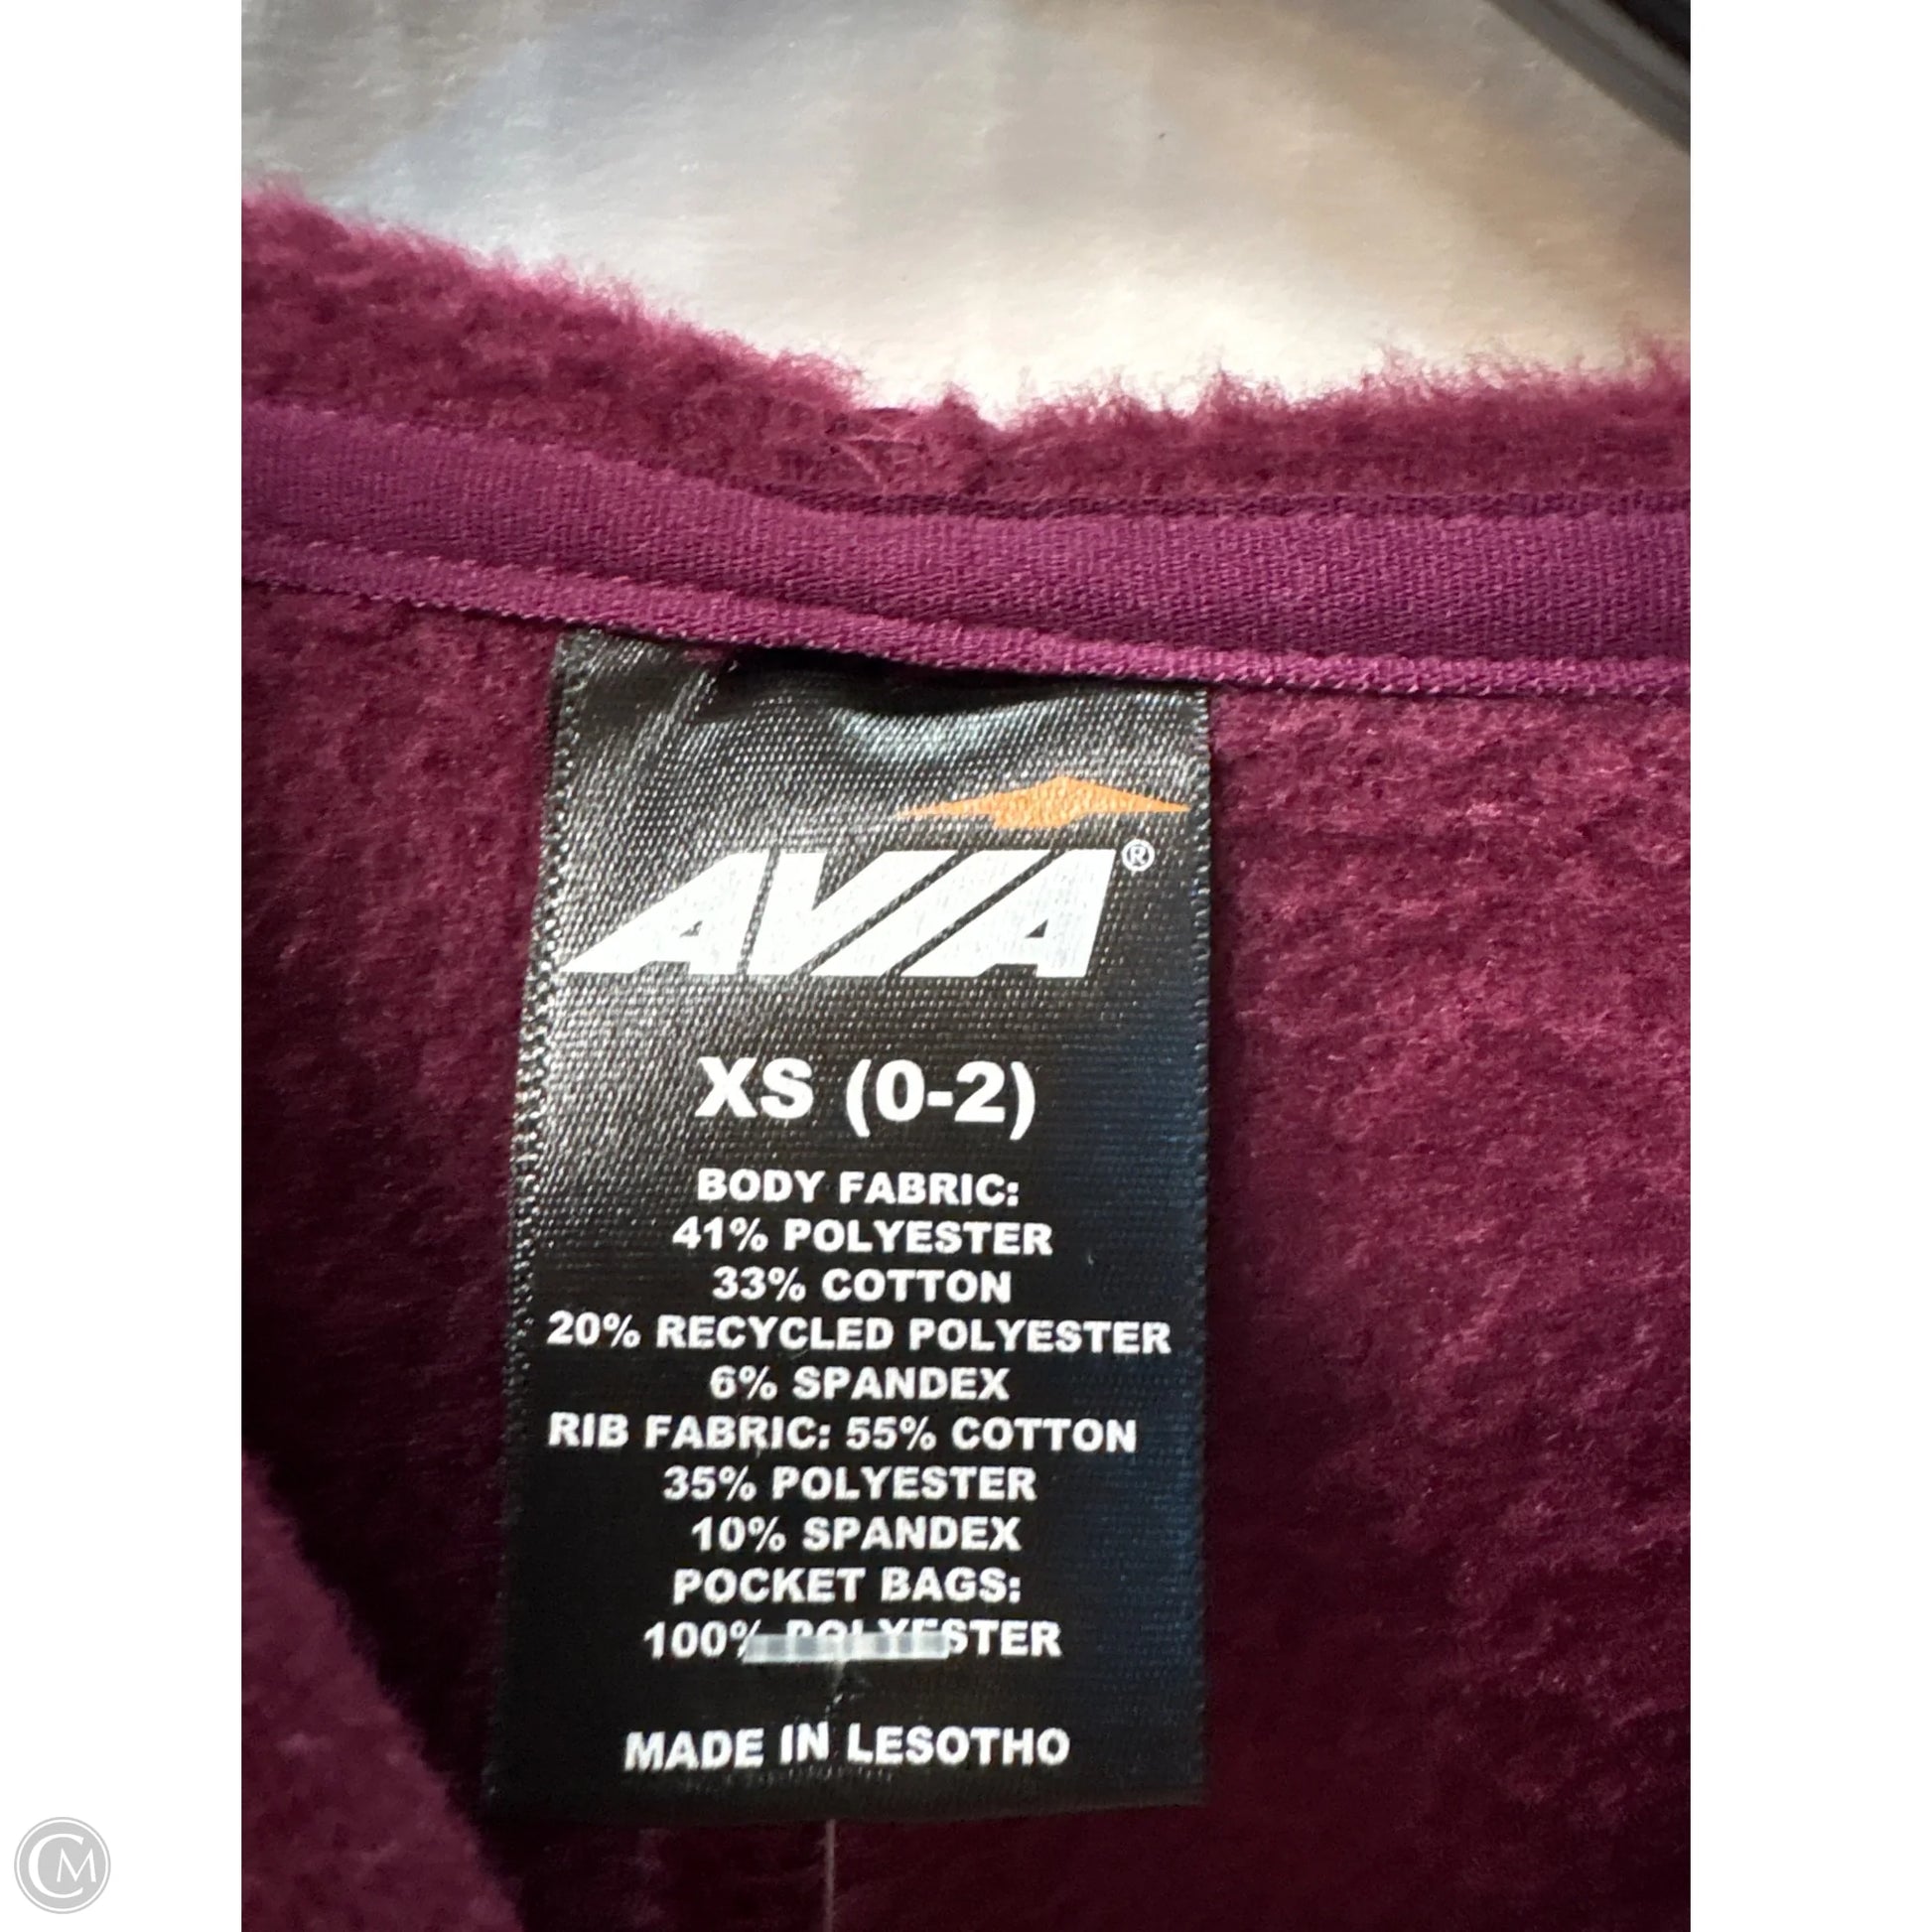 AVIA®
XS (0-2)
BODY FABRIC:
41% POLYESTER
33% COTTON
20% RECYCLED POLYESTER
6% SPANDEX
RIB FABRIC: 55% COTTON
35% POLYESTER
10% SPANDEX
POCKET BAGS:
100% POLYESTER
MADE IN LESOTHO
CM